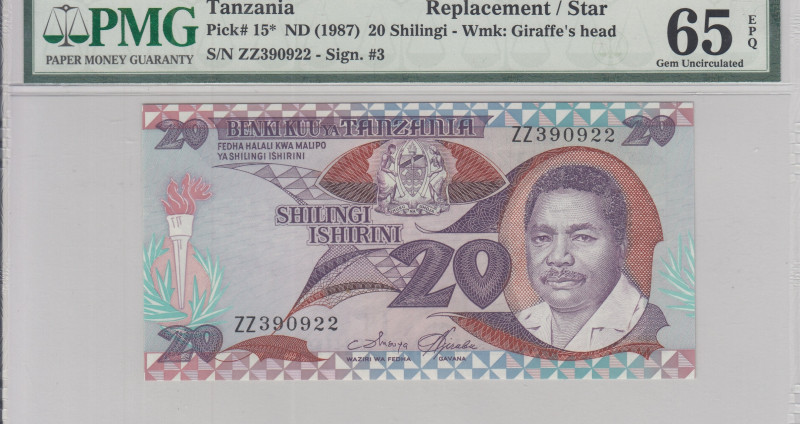 PMG
PAPER MONEY GUARANTY
Tanzania
Replacement / Star
Pick# 15* ND (1987) 20 Shilingi - Wmk: Giraffe's head
S/N ZZ390922 - Sign. #3
65 EPQ
Gem Uncirculated
20
BENKI KUU YA TANZANIA
ZZ390922
20
FEDHA HALALI KWA MALIPO
YA SHILINGI ISHIRINI
SHILINGI
ISHIRINI
20
ZZ390922
20
WAZIRI WA FEDHA
GAVANA